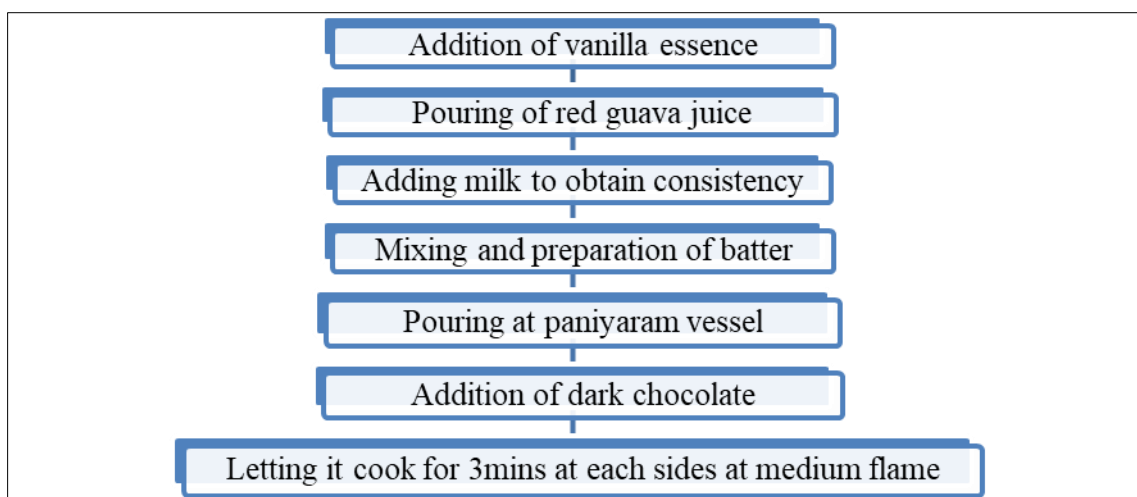 Addition of vanilla essence
Pouring of red guava juice
Adding milk to obtain consistency
Mixing and preparation of batter
Pouring at paniyaram vessel
Addition of dark chocolate
Letting it cook for 3mins at each sides at medium flame